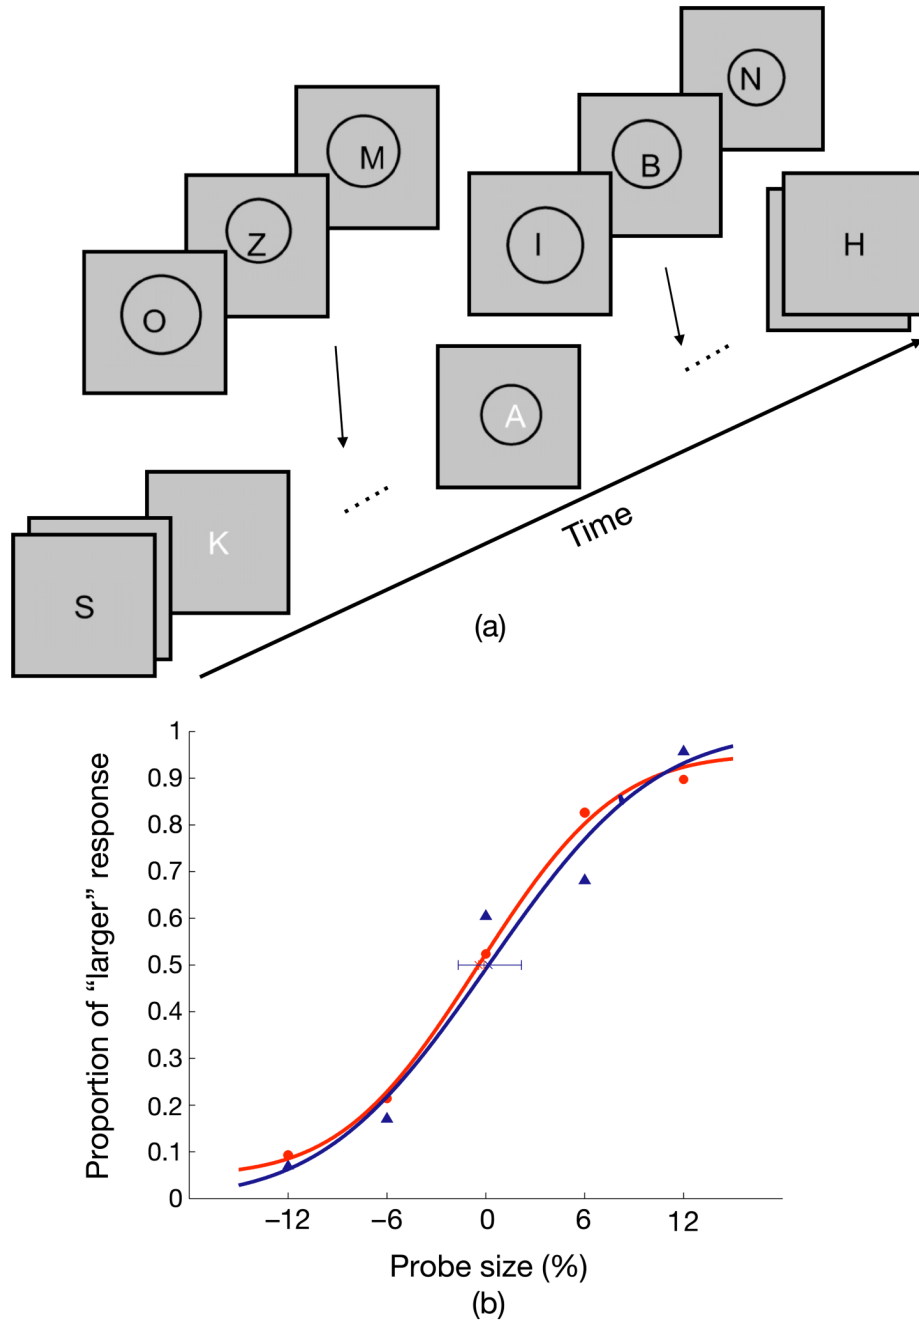 N
M
B
Z
I
H
O
A
K
S
Time
(a)
Proportion of “larger” response
1
0.9
0.8
0.7
0.6
0.5
0.4
0.3
0.2
0.1
0
−12 −6 0 6 12
Probe size (%)
(b)